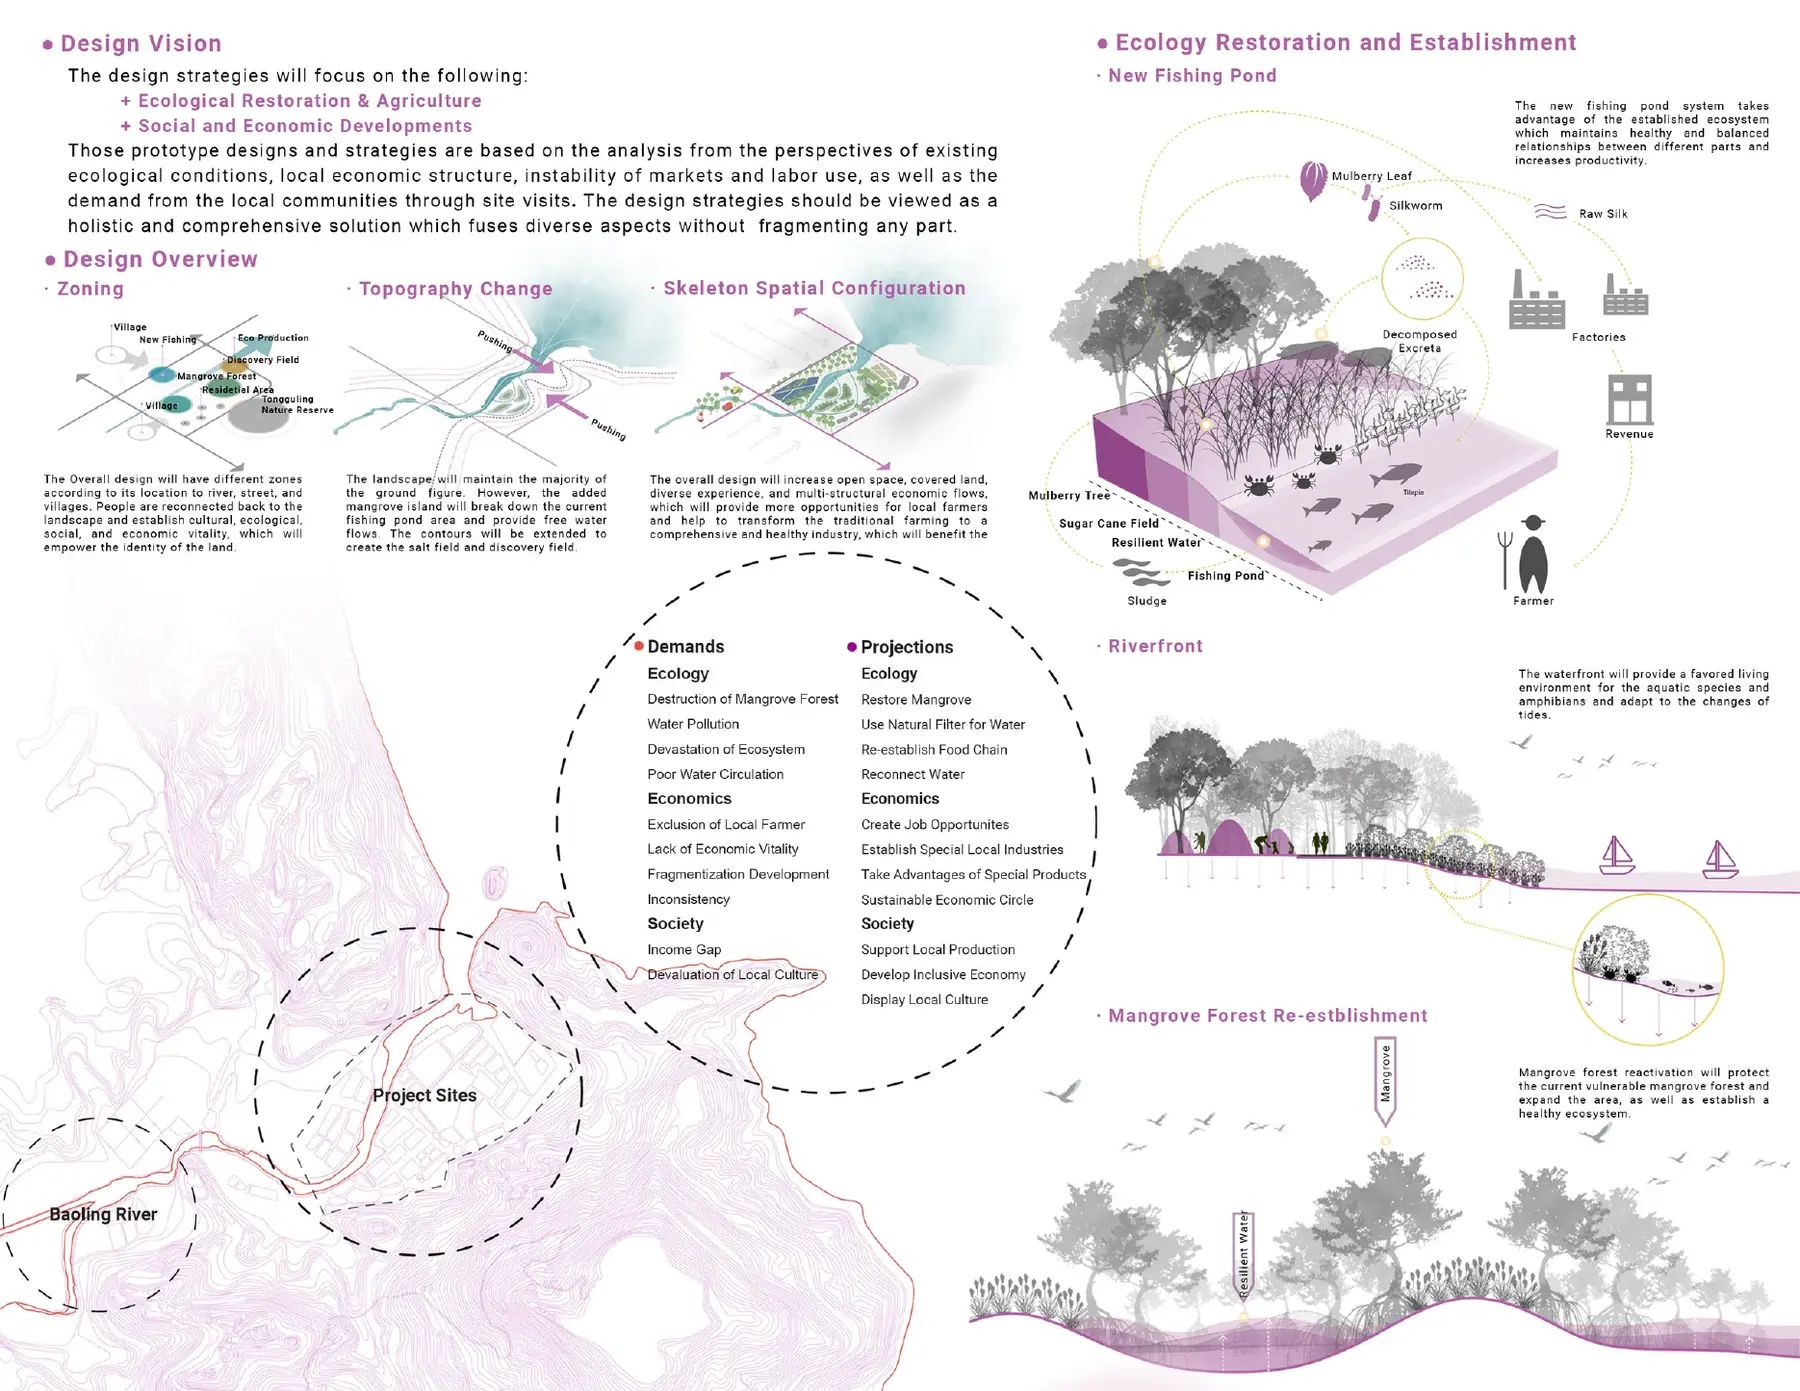 Design Vision
The design strategies will focus on the following:
+ Ecological Restoration & Agriculture
+ Social and Economic Developments
Those prototype designs and strategies are based on the analysis from the perspectives of existing
ecological conditions, local economic structure, instability of markets and labor use, as well as the
demand from the local communities through site visits. The design strategies should be viewed as a
holistic and comprehensive solution which fuses diverse aspects without fragmenting any part.
Design Overview
· Zoning
Village
New Fishing
Eco Production
Discovery Field
Mangrove Forest
Residetial Area
Village
Tongguling
Nature Reserve
The Overall design will have different zones
according to its location to river, street, and
villages. People are reconnected back to the
landscape and establish cultural, ecological,
social, and economic vitality, which will
empower the identity of the land.
· Topography Change
Pushing
Pushing
The landscape will maintain the majority of
the ground figure. However, the added
mangrove island will break down the current
fishing pond area and provide free water
flows. The contours will be extended to
create the salt field and discovery field.
· Skeleton Spatial Configuration
The overall design will increase open space, covered land,
diverse experience, and multi-structural economic flows,
which will provide more opportunities for local farmers
and help to transform the traditional farming to a
comprehensive and healthy industry, which will benefit the
Demands
Ecology
Destruction of Mangrove Forest
Water Pollution
Devastation of Ecosystem
Poor Water Circulation
Economics
Exclusion of Local Farmer
Lack of Economic Vitality
Fragmentization Development
Inconsistency
Society
Income Gap
Devaluation of Local Culture
Projections
Ecology
Restore Mangrove
Use Natural Filter for Water
Re-establish Food Chain
Reconnect Water
Economics
Create Job Opportunites
Establish Special Local Industries
Take Advantages of Special Products
Sustainable Economic Circle
Society
Support Local Production
Develop Inclusive Economy
Display Local Culture
Project Sites
Baoling River
Ecology Restoration and Establishment
· New Fishing Pond
The new fishing pond system takes
advantage of the established ecosystem
which maintains healthy and balanced
relationships between different parts and
increases productivity.
Mulberry Leaf
Silkworm
Raw Silk
Decomposed
Excreta
Factories
Revenue
Tilapia
Mulberry Tree
Sugar Cane Field
Resilient Water
Fishing Pond
Sludge
Farmer
· Riverfront
The waterfront will provide a favored living
environment for the aquatic species and
amphibians and adapt to the changes of
tides.
· Mangrove Forest Re-estblishment
Mangrove forest reactivation will protect
the current vulnerable mangrove forest and
expand the area, as well as establish a
healthy ecosystem.
Mangrove
Resilient Water